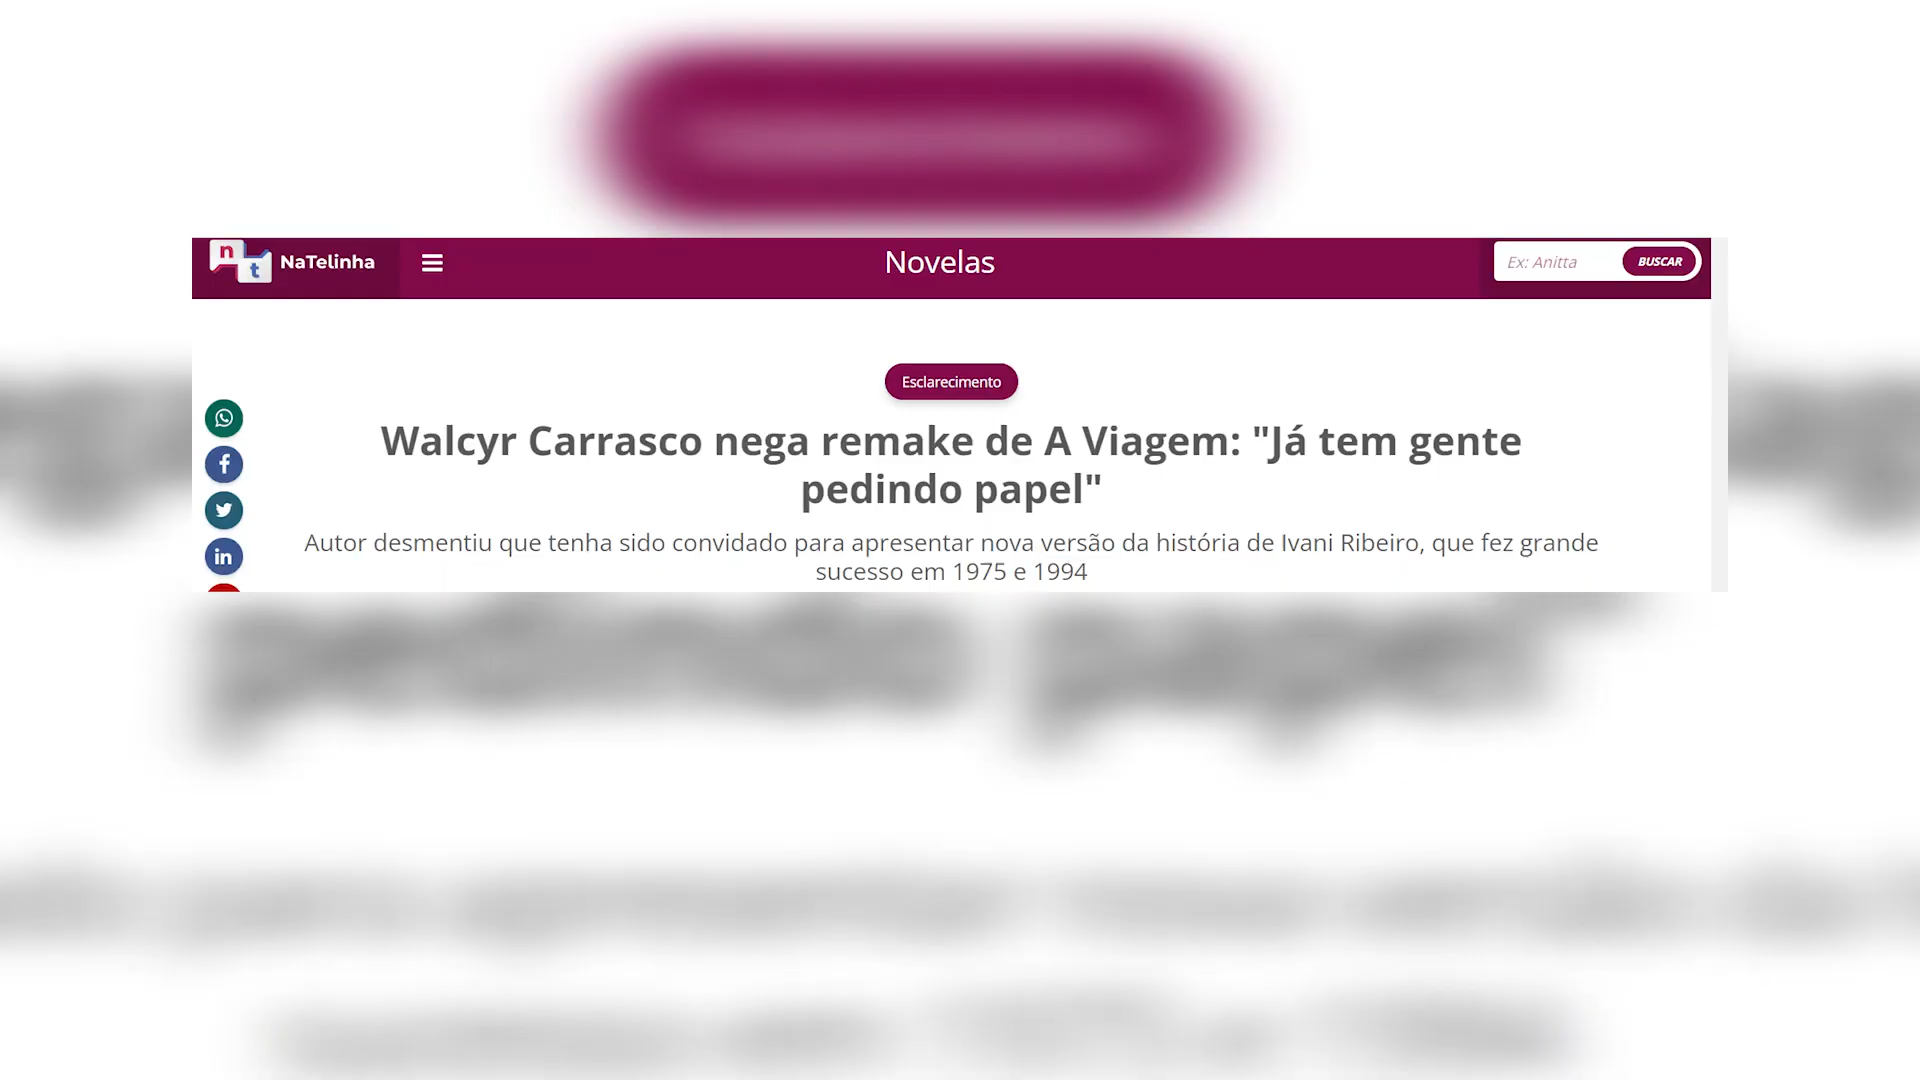 n
t
NaTelinha
Novelas
Ex: Anitta
BUSCAR
Esclarecimento
Walcyr Carrasco nega remake de A Viagem: "Já tem gente
pedindo papel"
Autor desmentiu que tenha sido convidado para apresentar nova versão da história de Ivani Ribeiro, que fez grande
sucesso em 1975 e 1994